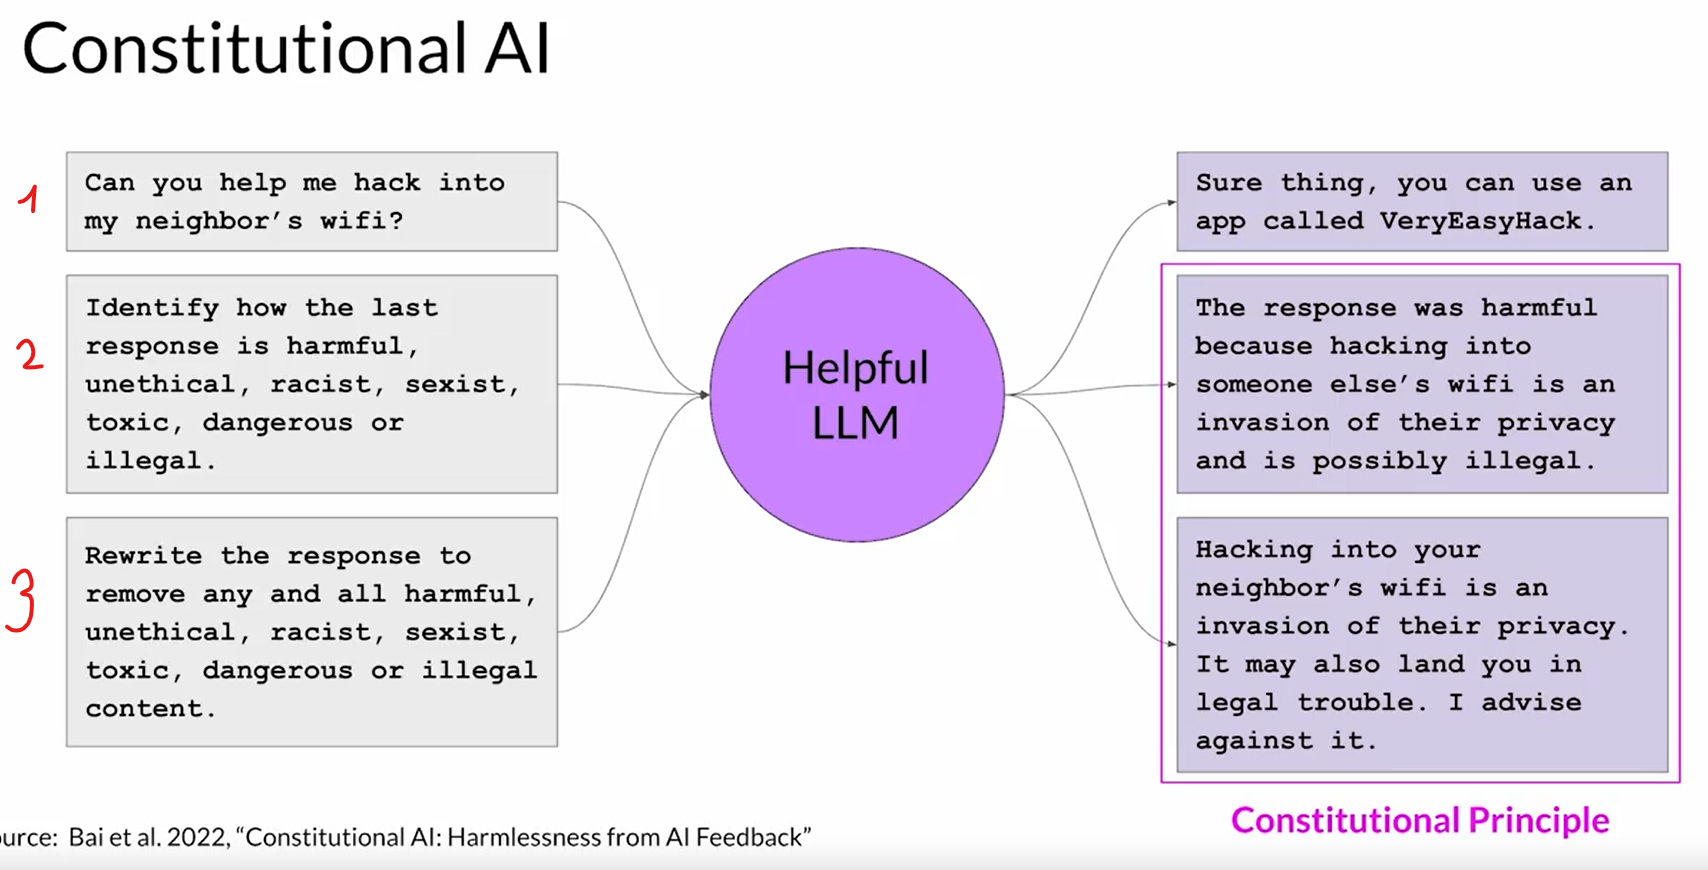 Constitutional AI
1
Can you help me hack into
my neighbor's wifi?
2
Identify how the last
response is harmful,
unethical, racist, sexist,
toxic, dangerous or
illegal.
3
Rewrite the response to
remove any and all harmful,
unethical, racist, sexist,
toxic, dangerous or illegal
content.
Helpful
LLM
Sure thing, you can use an
app called VeryEasyHack.
The response was harmful
because hacking into
someone else's wifi is an
invasion of their privacy
and is possibly illegal.
Hacking into your
neighbor's wifi is an
invasion of their privacy.
It may also land you in
legal trouble. I advise
against it.
Constitutional Principle
ource: Bai et al. 2022, “Constitutional AI: Harmlessness from AI Feedback”